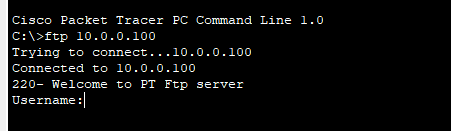 Cisco Packet Tracer PC Command Line 1.0
C:\>ftp 10.0.0.100
Trying to connect...10.0.0.100
Connected to 10.0.0.100
220- Welcome to PT Ftp server
Username: